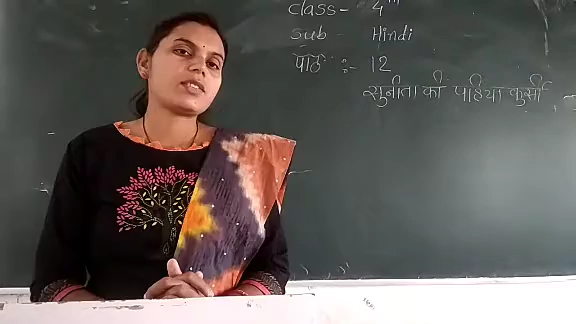 class- 4th
sub- Hindi
पाठ :- 12
सुनीता की पहिया कुर्सी